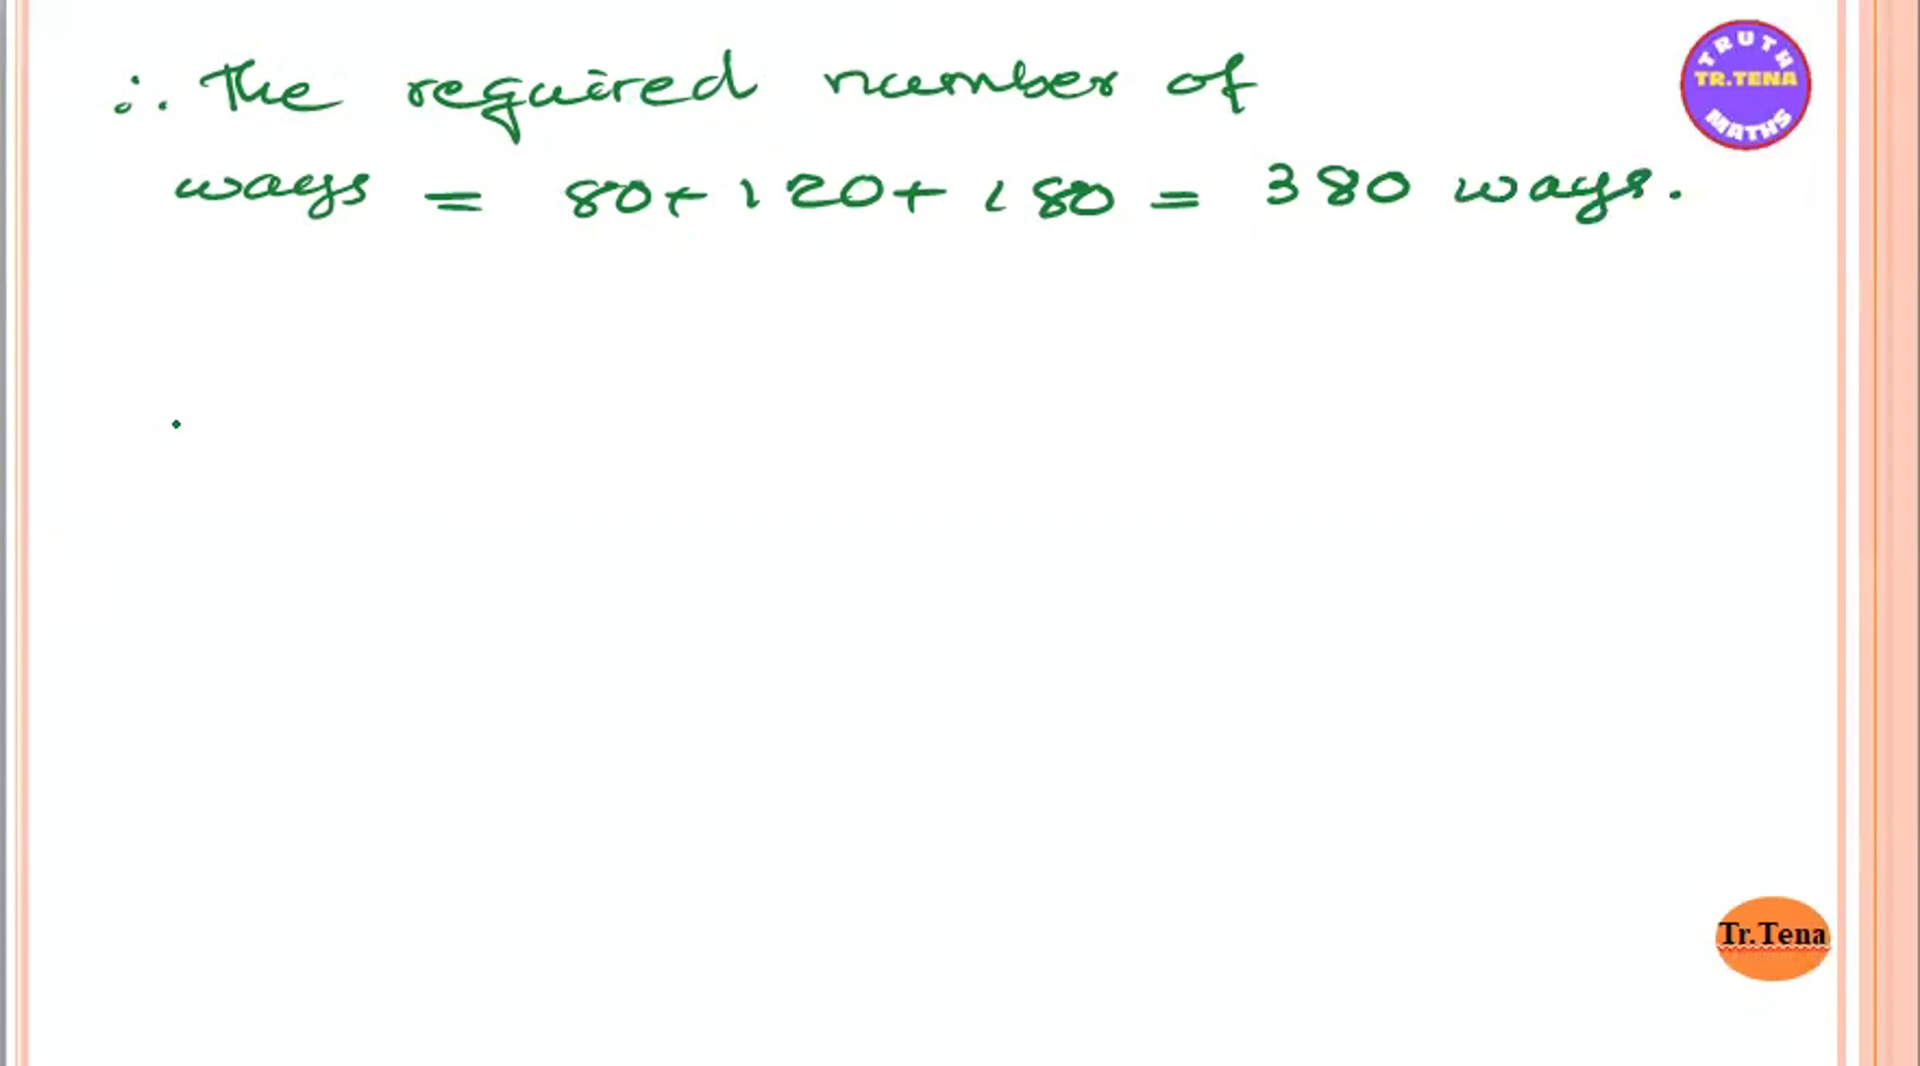 ∴ The required number of
ways = 80+120+180 = 380 ways.
TRUTH
TR.TENA
MATHS
Tr.Tena